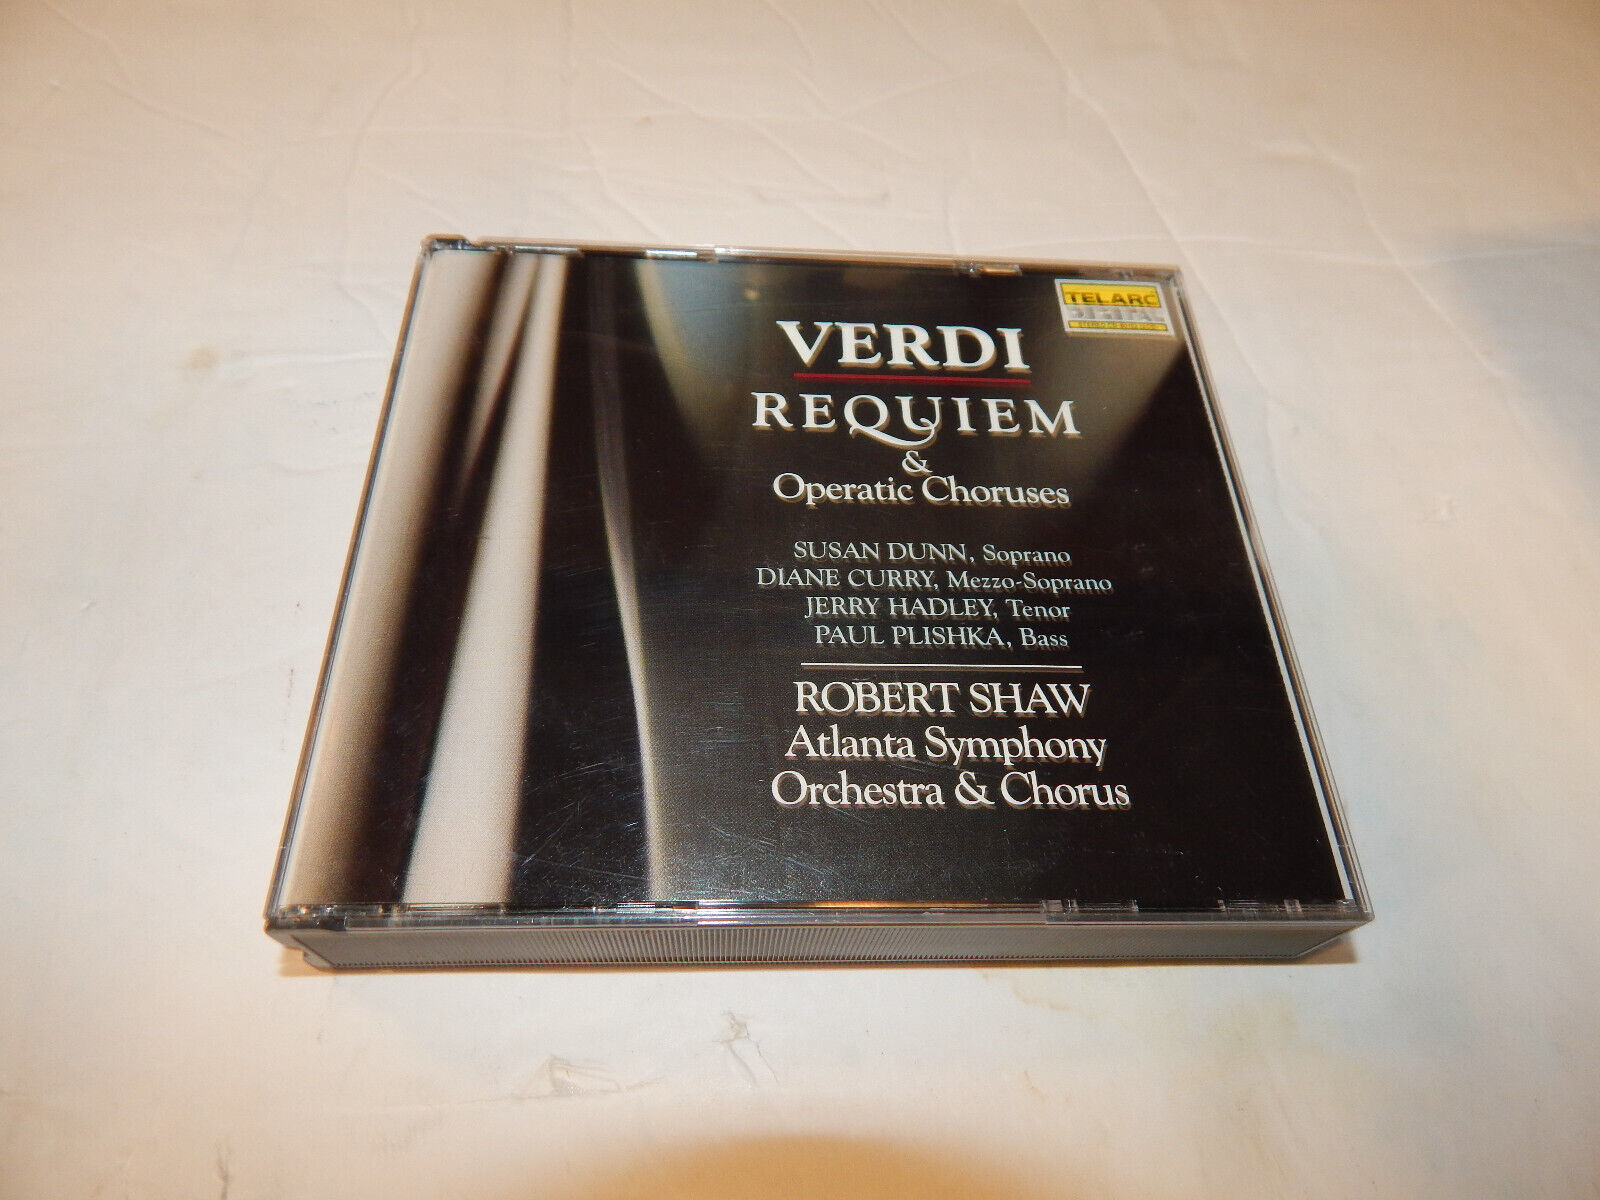 TELARC
DIGITAL
VERDI
REQUIEM
&
Operatic Choruses
SUSAN DUNN, Soprano
DIANE CURRY, Mezzo-Soprano
JERRY HADLEY, Tenor
PAUL PLISHKA, Bass
ROBERT SHAW
Atlanta Symphony
Orchestra & Chorus